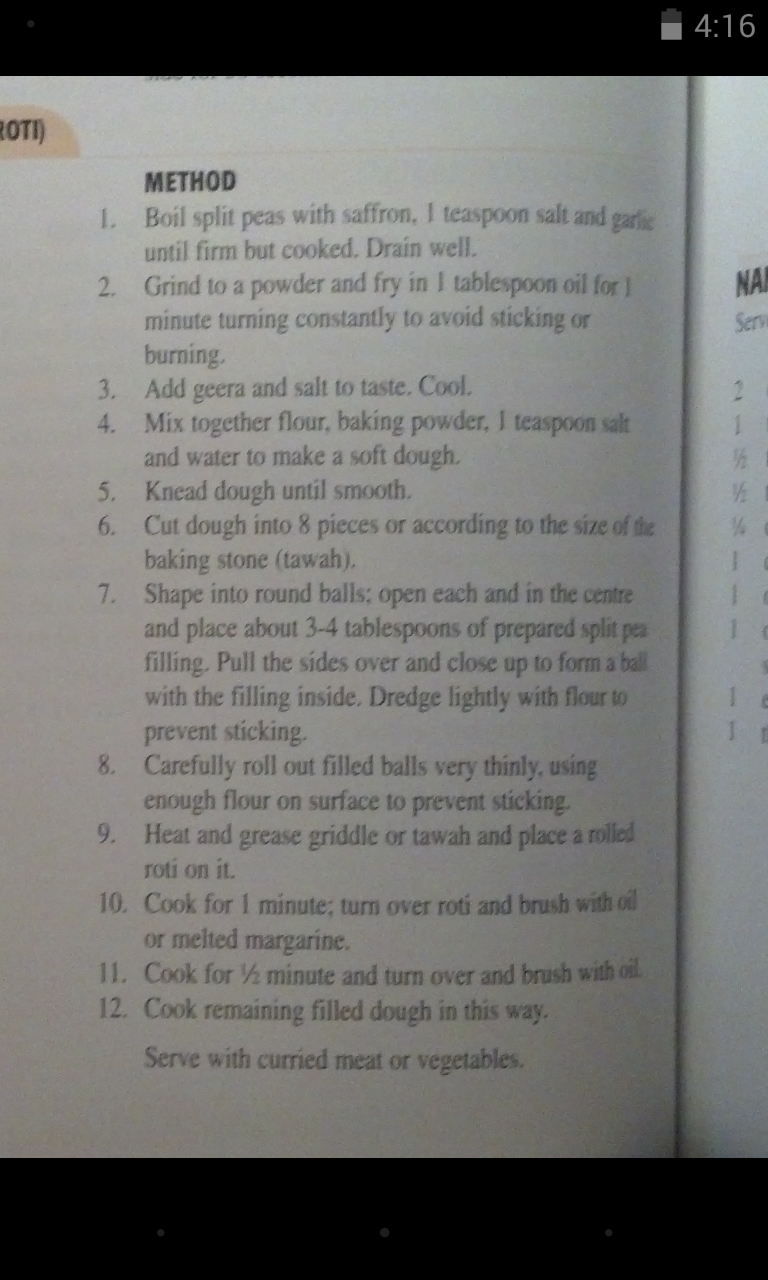 4:16
ROTI)
METHOD
1. Boil split peas with saffron, 1 teaspoon salt and garlic
until firm but cooked. Drain well.
2. Grind to a powder and fry in 1 tablespoon oil for 1
minute turning constantly to avoid sticking or
burning.
3. Add geera and salt to taste. Cool.
4. Mix together flour, baking powder, 1 teaspoon salt
and water to make a soft dough.
5. Knead dough until smooth.
6. Cut dough into 8 pieces or according to the size of the
baking stone (tawah).
7. Shape into round balls; open each and in the centre
and place about 3-4 tablespoons of prepared split pea
filling. Pull the sides over and close up to form a ball
with the filling inside. Dredge lightly with flour to
prevent sticking.
8. Carefully roll out filled balls very thinly, using
enough flour on surface to prevent sticking.
9. Heat and grease griddle or tawah and place a rolled
roti on it.
10. Cook for 1 minute; turn over roti and brush with oil
or melted margarine.
11. Cook for ½ minute and turn over and brush with oil.
12. Cook remaining filled dough in this way.
Serve with curried meat or vegetables.
NA
Serv
2
1
½
½
¼
1
1
1
1
1